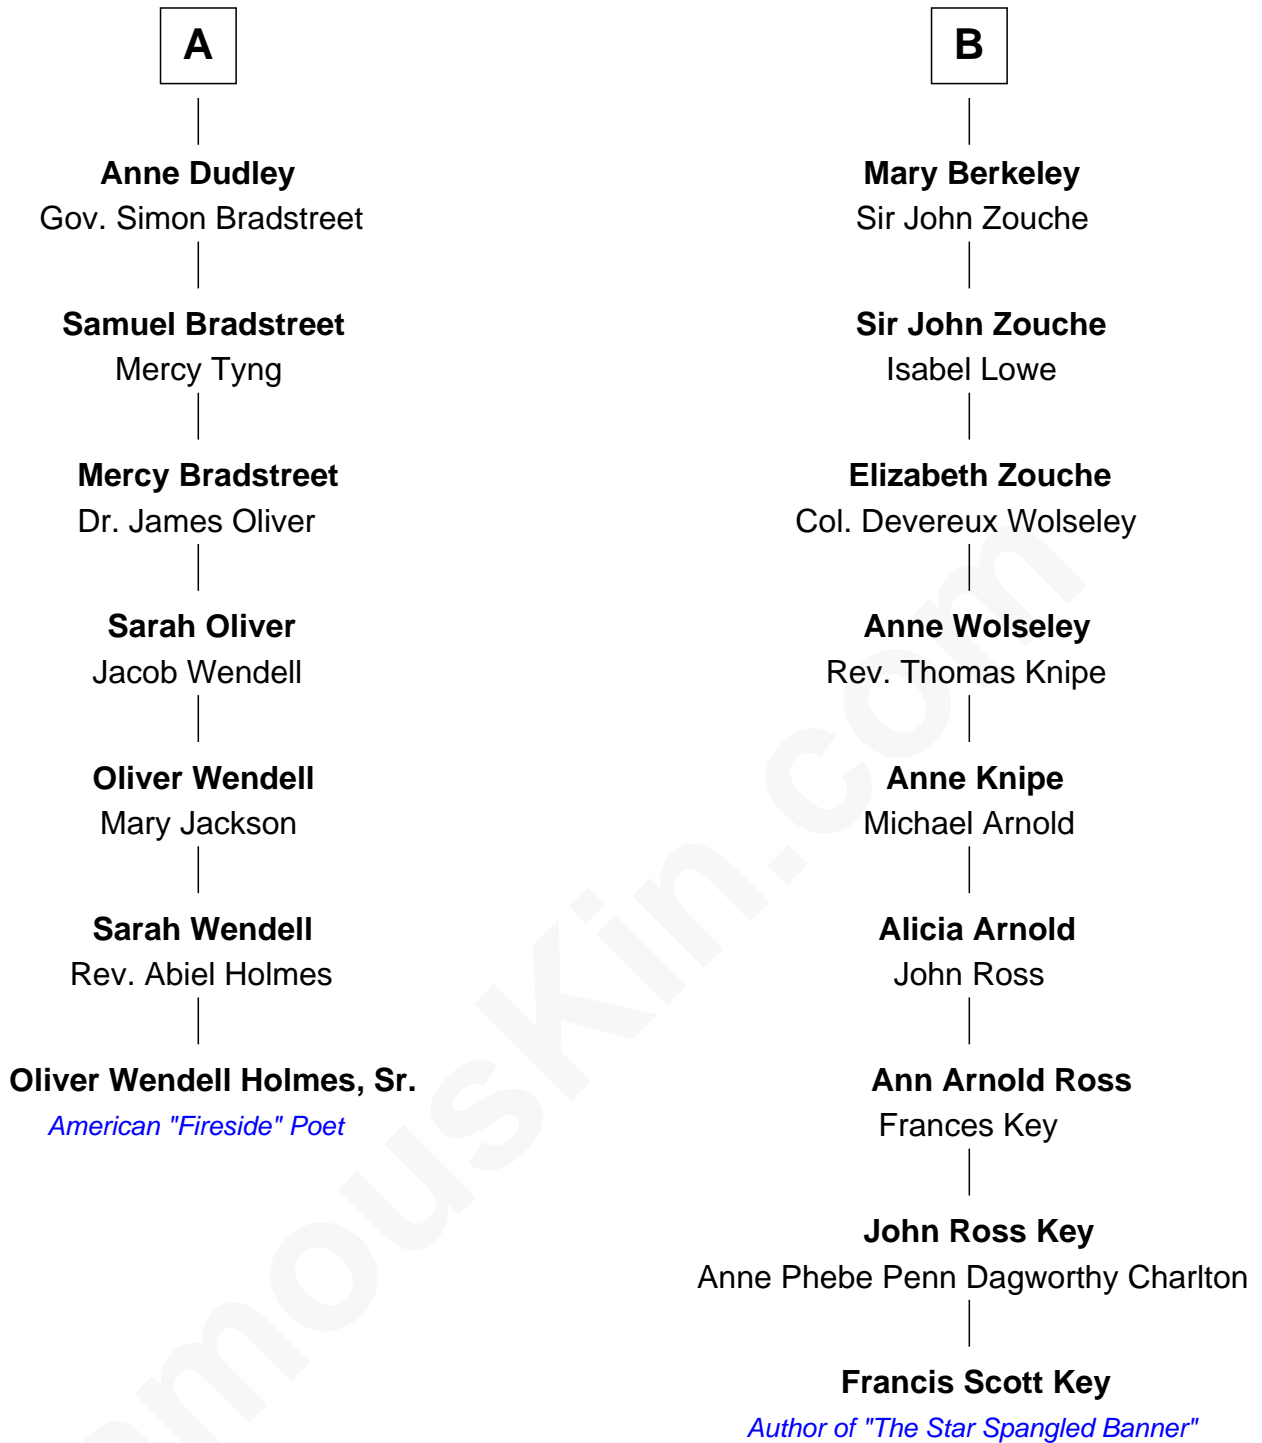 A
Anne Dudley
Gov. Simon Bradstreet
Samuel Bradstreet
Mercy Tyng
Mercy Bradstreet
Dr. James Oliver
Sarah Oliver
Jacob Wendell
Oliver Wendell
Mary Jackson
Sarah Wendell
Rev. Abiel Holmes
Oliver Wendell Holmes, Sr.
American "Fireside" Poet
B
Mary Berkeley
Sir John Zouche
Sir John Zouche
Isabel Lowe
Elizabeth Zouche
Col. Devereux Wolseley
Anne Wolseley
Rev. Thomas Knipe
Anne Knipe
Michael Arnold
Alicia Arnold
John Ross
Ann Arnold Ross
Frances Key
John Ross Key
Anne Phebe Penn Dagworthy Charlton
Francis Scott Key
Author of "The Star Spangled Banner"
amousKin.com